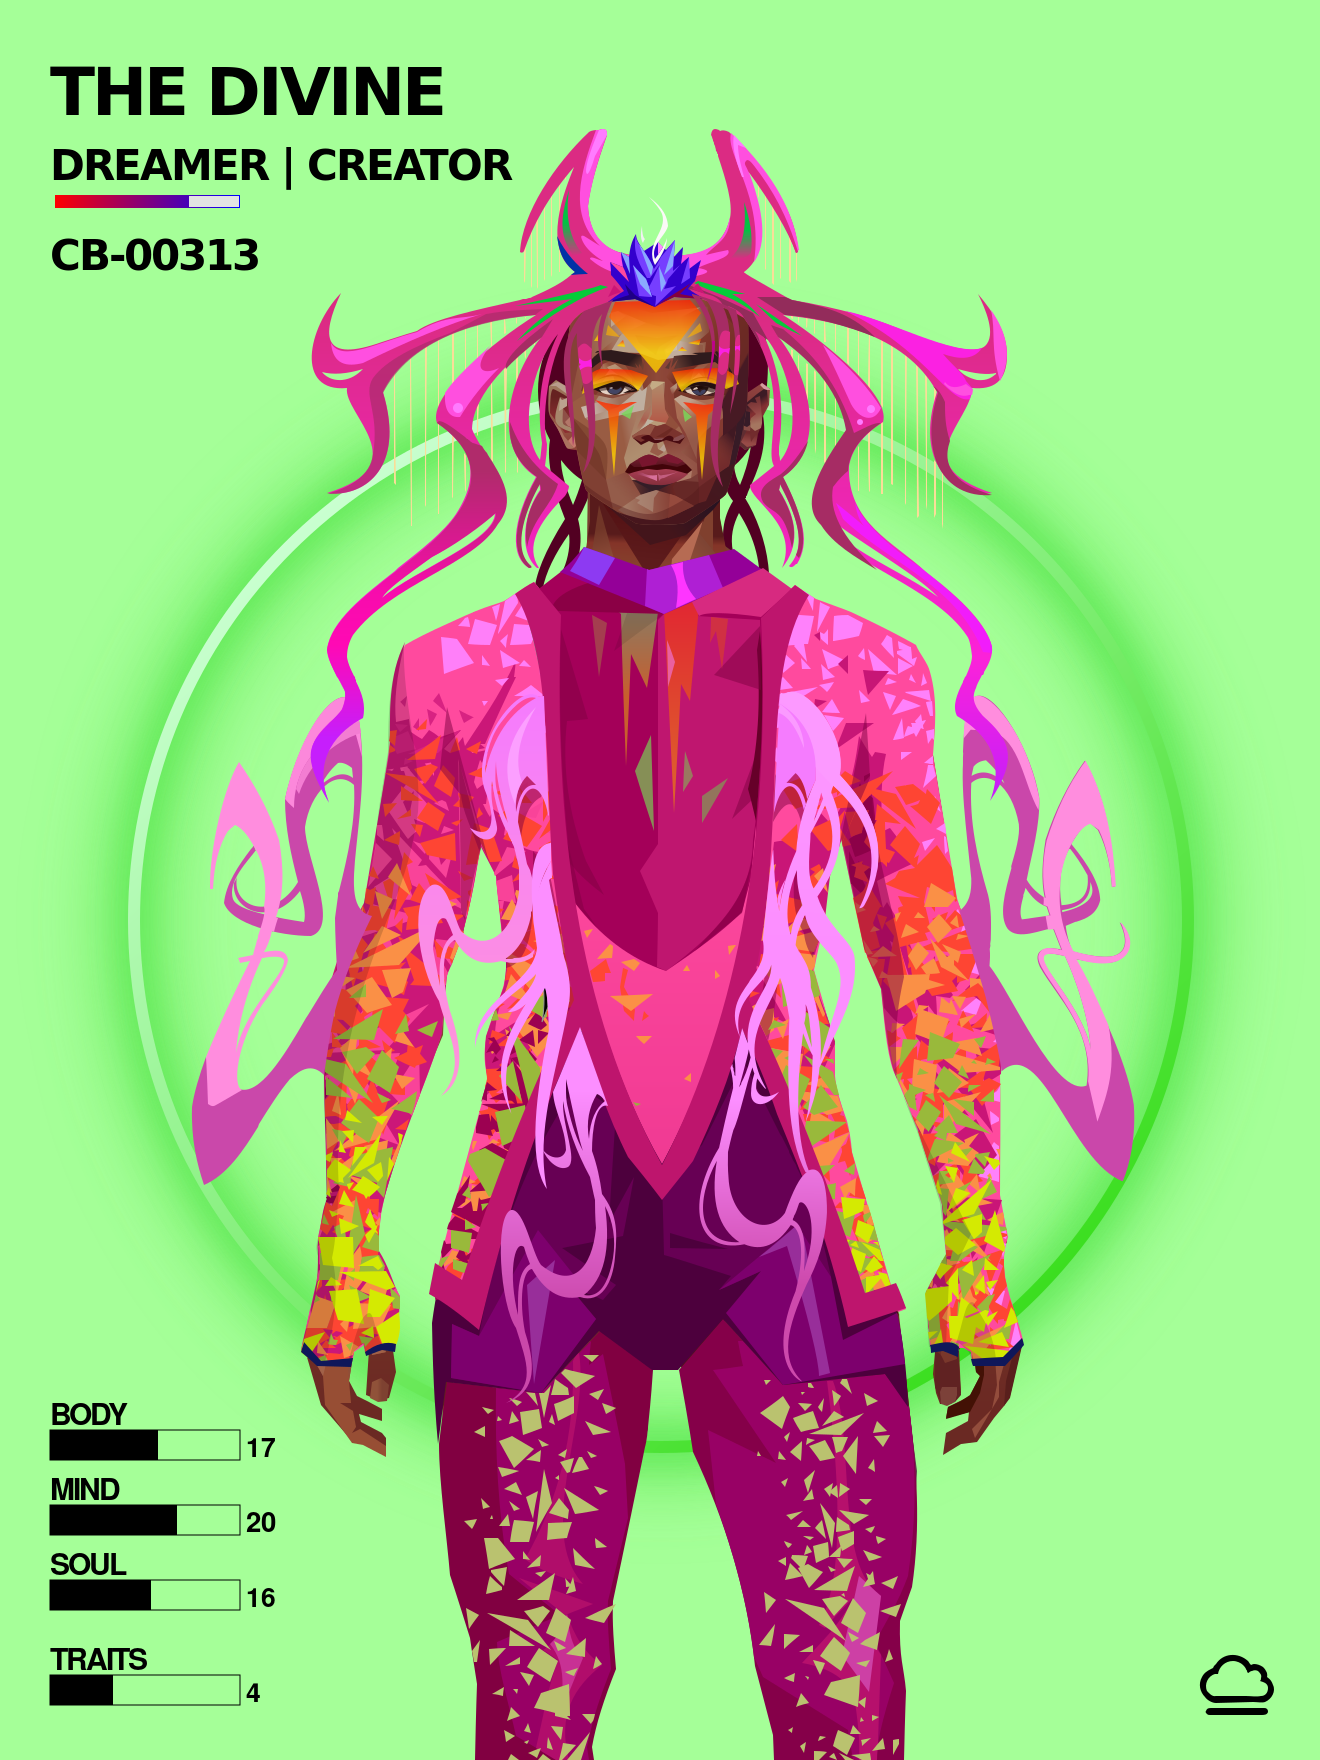 THE DIVINE
DREAMER | CREATOR
CB-00313
BODY
17
MIND
20
SOUL
16
TRAITS
4